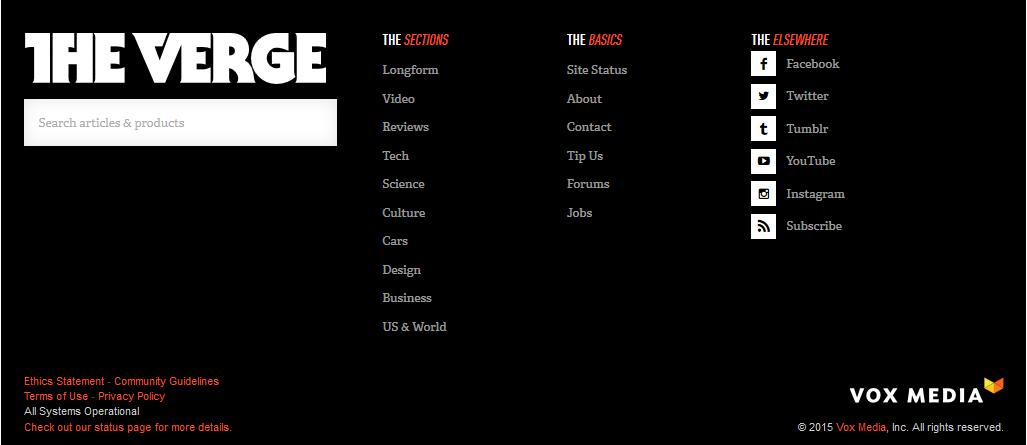 THE VERGE
Search articles & products
THE SECTIONS
Longform
Video
Reviews
Tech
Science
Culture
Cars
Design
Business
US & World
THE BASICS
Site Status
About
Contact
Tip Us
Forums
Jobs
THE ELSEWHERE
Facebook
Twitter
Tumblr
YouTube
Instagram
Subscribe
Ethics Statement - Community Guidelines
Terms of Use - Privacy Policy
All Systems Operational
Check out our status page for more details.
VOX MEDIA
© 2015 Vox Media, Inc. All rights reserved.